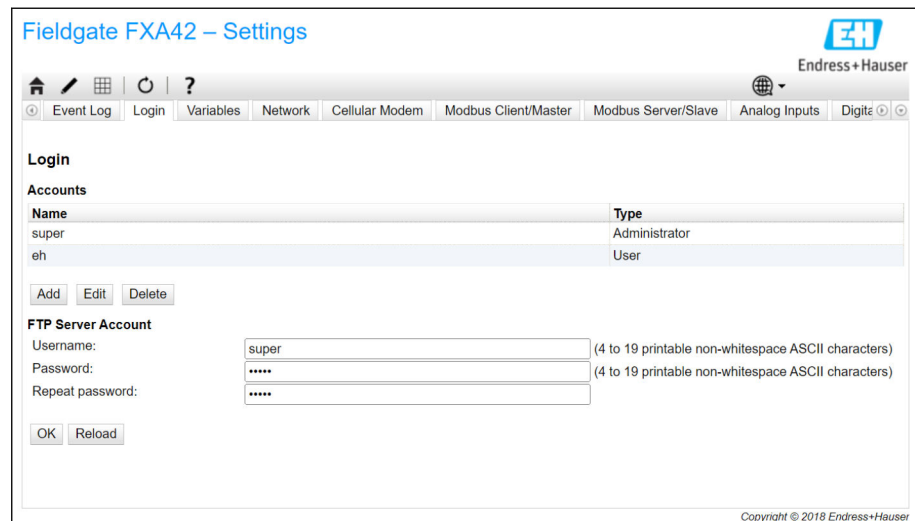 Fieldgate FXA42 – Settings
EH
Endress+Hauser
?
Event Log Login Variables Network Cellular Modem Modbus Client/Master Modbus Server/Slave Analog Inputs Digita
Login
Accounts
Name Type
super Administrator
eh User
Add Edit Delete
FTP Server Account
Username: super (4 to 19 printable non-whitespace ASCII characters)
Password: ••••• (4 to 19 printable non-whitespace ASCII characters)
Repeat password: •••••
OK Reload
Copyright © 2018 Endress+Hauser